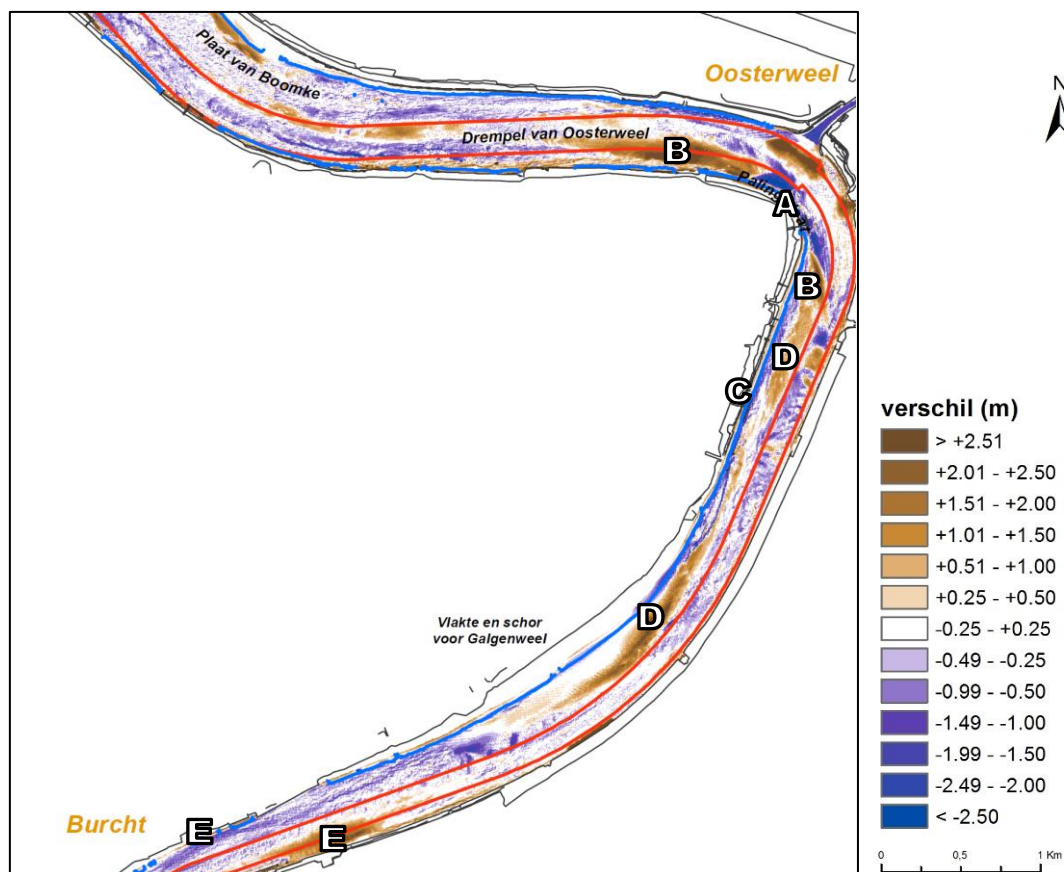 Plaat van Boomke
Oosterweel
N
Drempel van Oosterweel
B
A
B
D
C
verschil (m)
> +2.51
+2.01 - +2.50
+1.51 - +2.00
+1.01 - +1.50
+0.51 - +1.00
+0.25 - +0.50
-0.25 - +0.25
-0.49 - -0.25
-0.99 - -0.50
-1.49 - -1.00
-1.99 - -1.50
-2.49 - -2.00
< -2.50
D
Vlakte en schor
voor Galgenweel
Burcht
E
E
0 0,5 1 Km